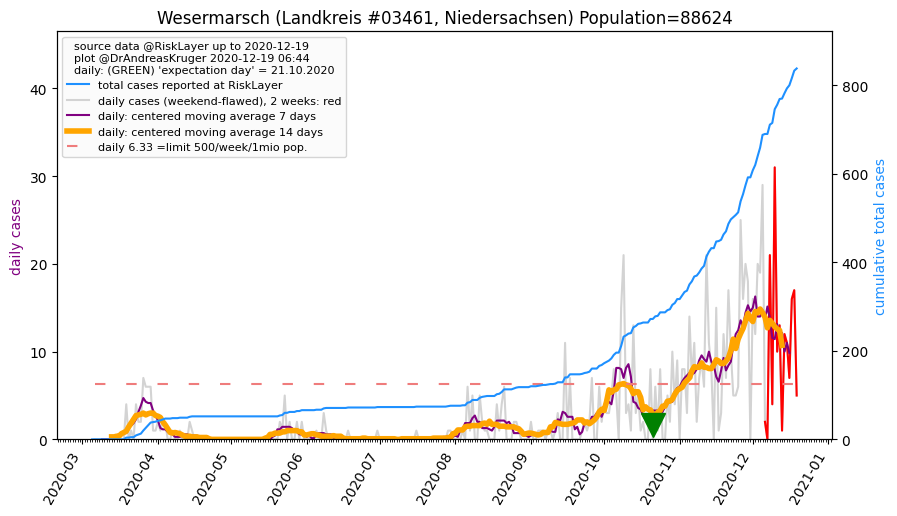 Wesermarsch (Landkreis #03461, Niedersachsen) Population=88624
source data @RiskLayer up to 2020-12-19
plot @DrAndreasKruger 2020-12-19 06:44
daily: (GREEN) 'expectation day' = 21.10.2020
total cases reported at RiskLayer
daily cases (weekend-flawed), 2 weeks: red
daily: centered moving average 7 days
daily: centered moving average 14 days
daily 6.33 =limit 500/week/1mio pop.
daily cases
40
30
20
10
0
cumulative total cases
800
600
400
200
0
2020-03
2020-04
2020-05
2020-06
2020-07
2020-08
2020-09
2020-10
2020-11
2020-12
2021-01